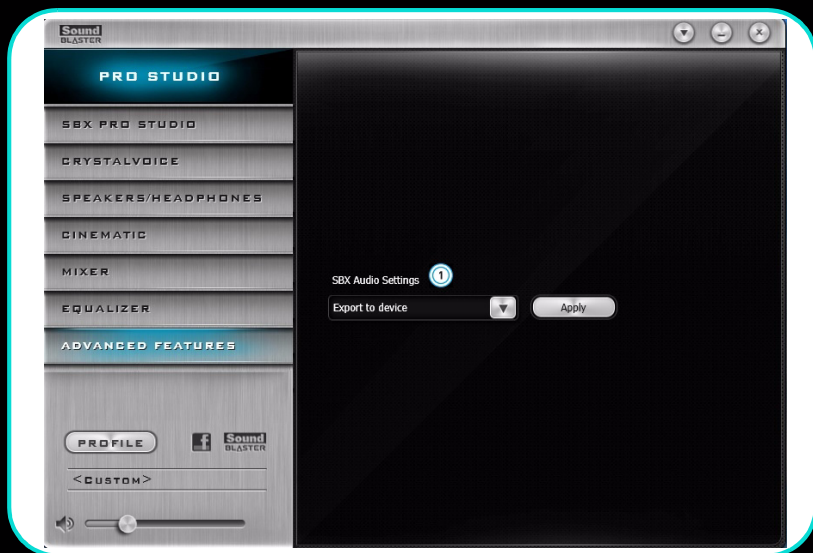 Sound
BLASTER
PRO STUDIO
SBX PRO STUDIO
CRYSTALVOICE
SPEAKERS/HEADPHONES
CINEMATIC
MIXER
EQUALIZER
ADVANCED FEATURES
SBX Audio Settings 1
Export to device
Apply
PROFILE
f
Sound
BLASTER
<CUSTOM>